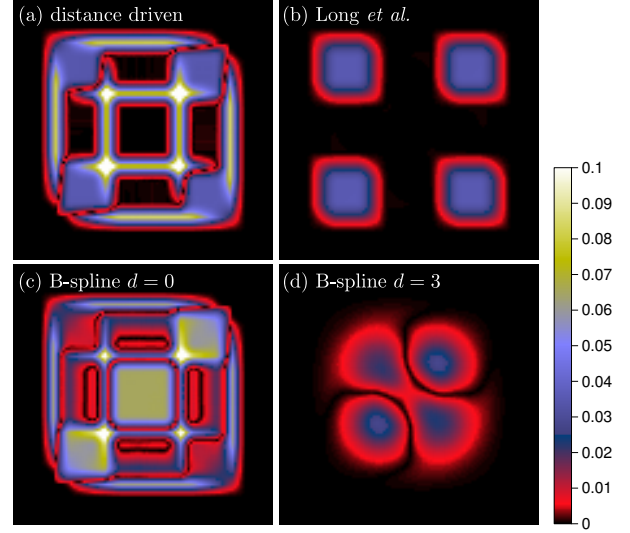 (a) distance driven
(b) Long et al.
(c) B-spline d = 0
(d) B-spline d = 3
0.1
0.09
0.08
0.07
0.06
0.05
0.04
0.03
0.02
0.01
0